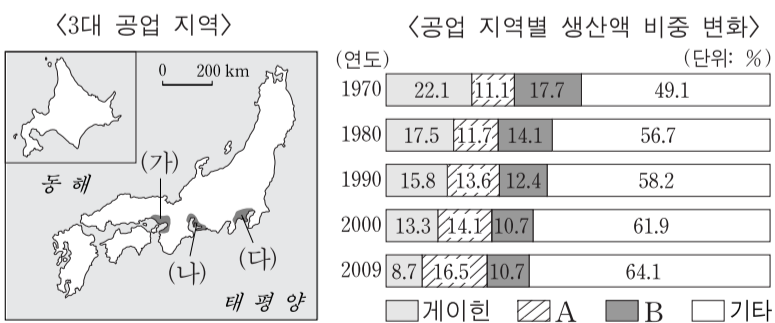 〈3대 공업 지역〉
0 200 km
(가)
동 해
(나)
(다)
태 평 양
〈공업 지역별 생산액 비중 변화〉
(연도) (단위: %)
1970 22.1 11.1 17.7 49.1
1980 17.5 11.7 14.1 56.7
1990 15.8 13.6 12.4 58.2
2000 13.3 14.1 10.7 61.9
2009 8.7 16.5 10.7 64.1
게이힌 A B 기타